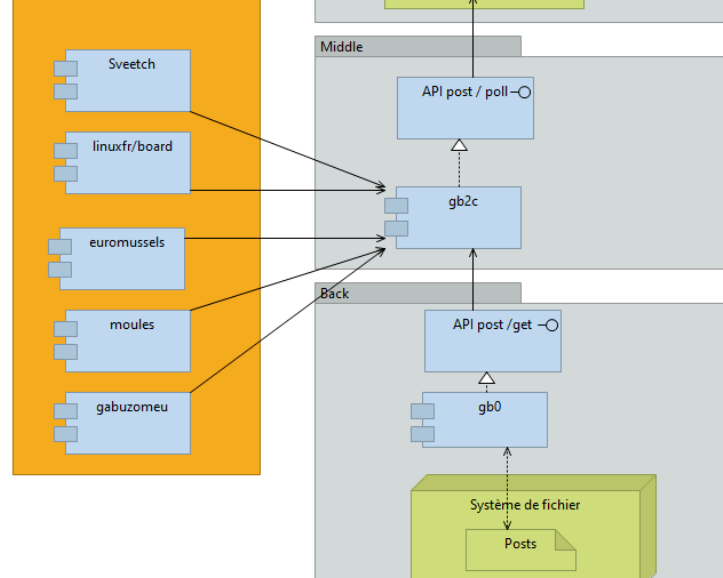 Sveetch
linuxfr/board
euromussels
moules
gabuzomeu
Middle
API post / poll
gb2c
Back
API post /get
gb0
Système de fichier
Posts